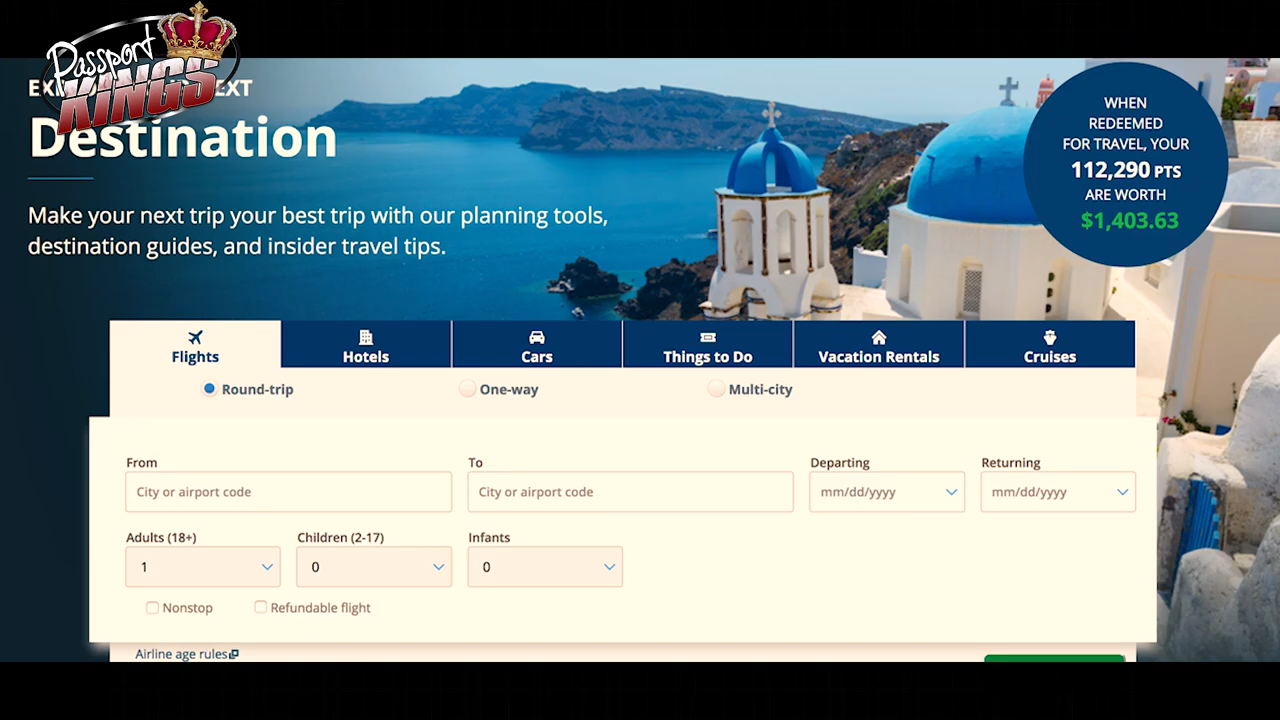 Passport
KINGS
Destination
Make your next trip your best trip with our planning tools,
destination guides, and insider travel tips.
WHEN
REDEEMED
FOR TRAVEL, YOUR
112,290 PTS
ARE WORTH
$1,403.63
Flights
Hotels
Cars
Things to Do
Vacation Rentals
Cruises
Round-trip
One-way
Multi-city
From
To
Departing
Returning
City or airport code
City or airport code
mm/dd/yyyy
mm/dd/yyyy
Adults (18+)
Children (2-17)
Infants
1
0
0
Nonstop
Refundable flight
Airline age rules